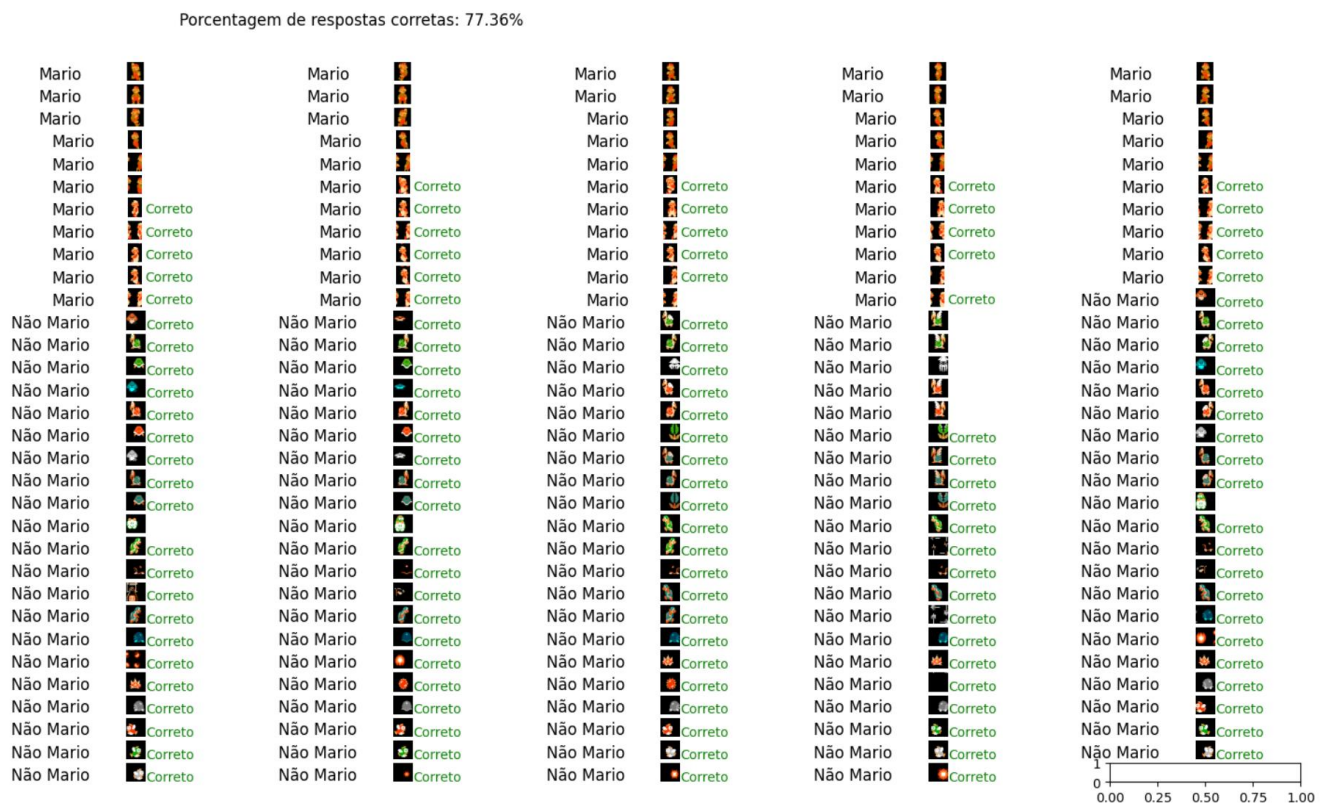 Porcentagem de respostas corretas: 77.36%
Mario Mario Mario Mario Mario
Mario Mario Mario Mario Mario
Mario Mario Mario Mario Mario
Mario Mario Mario Mario Mario
Mario Mario Mario Mario Mario
Mario Mario Correto Mario Correto Mario Correto Mario Correto
Mario Correto Mario Correto Mario Correto Mario Correto Mario Correto
Mario Correto Mario Correto Mario Correto Mario Correto Mario Correto
Mario Correto Mario Correto Mario Correto Mario Correto Mario Correto
Mario Correto Mario Correto Mario Correto Mario Mario Correto
Mario Correto Mario Correto Mario Mario Correto Não Mario Correto
Não Mario Correto Não Mario Correto Não Mario Correto Não Mario Não Mario Correto
Não Mario Correto Não Mario Correto Não Mario Correto Não Mario Não Mario Correto
Não Mario Correto Não Mario Correto Não Mario Correto Não Mario Não Mario Correto
Não Mario Correto Não Mario Correto Não Mario Correto Não Mario Não Mario Correto
Não Mario Correto Não Mario Correto Não Mario Correto Não Mario Não Mario Correto
Não Mario Correto Não Mario Correto Não Mario Correto Não Mario Correto Não Mario Correto
Não Mario Correto Não Mario Correto Não Mario Correto Não Mario Correto Não Mario Correto
Não Mario Correto Não Mario Correto Não Mario Correto Não Mario Correto Não Mario Correto
Não Mario Correto Não Mario Correto Não Mario Correto Não Mario Correto Não Mario
Não Mario Não Mario Não Mario Correto Não Mario Correto Não Mario Correto
Não Mario Correto Não Mario Correto Não Mario Correto Não Mario Correto Não Mario Correto
Não Mario Correto Não Mario Correto Não Mario Correto Não Mario Correto Não Mario Correto
Não Mario Correto Não Mario Correto Não Mario Correto Não Mario Correto Não Mario Correto
Não Mario Correto Não Mario Correto Não Mario Correto Não Mario Correto Não Mario Correto
Não Mario Correto Não Mario Correto Não Mario Correto Não Mario Correto Não Mario Correto
Não Mario Correto Não Mario Correto Não Mario Correto Não Mario Correto Não Mario Correto
Não Mario Correto Não Mario Correto Não Mario Correto Não Mario Correto Não Mario Correto
Não Mario Correto Não Mario Correto Não Mario Correto Não Mario Correto Não Mario Correto
Não Mario Correto Não Mario Correto Não Mario Correto Não Mario Correto Não Mario Correto
Não Mario Correto Não Mario Correto Não Mario Correto Não Mario Correto Não Mario Correto
Não Mario Correto Não Mario Correto Não Mario Correto Não Mario Correto
1
0
0.00 0.25 0.50 0.75 1.00